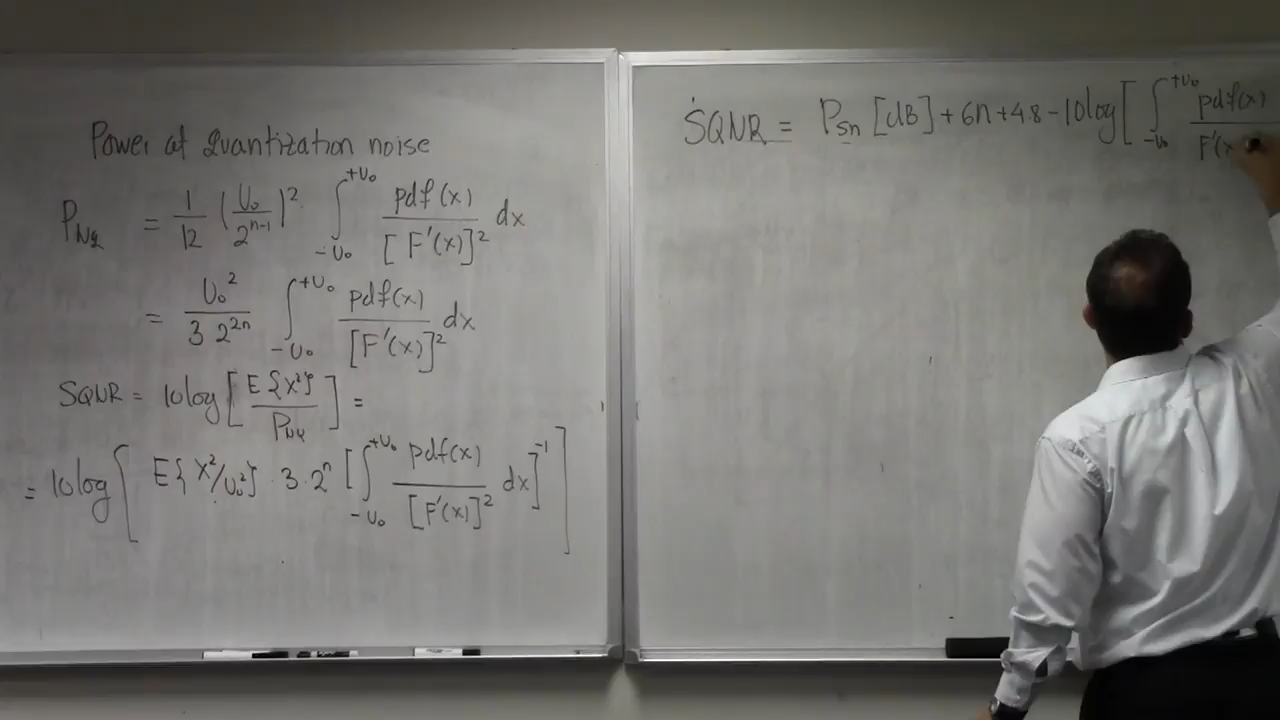 Power of Quantization noise
P_Nq = 1/12 (U₀/2^(n-1))² ∫_{-U₀}^{+U₀} pdf(x)/[F'(x)]² dx
= U₀²/(3 2^(2n)) ∫_{-U₀}^{+U₀} pdf(x)/[F'(x)]² dx
SQNR = 10log[E{x²}/P_Nq] =
= 10log[E{x²/U₀²} · 3 · 2^n [∫_{-U₀}^{+U₀} pdf(x)/[F'(x)]² dx]^-1]
SQNR = P_Sn [dB] + 6n + 4.8 - 10log[∫_{-U₀}^{+U₀} pdf(x)/F'(x